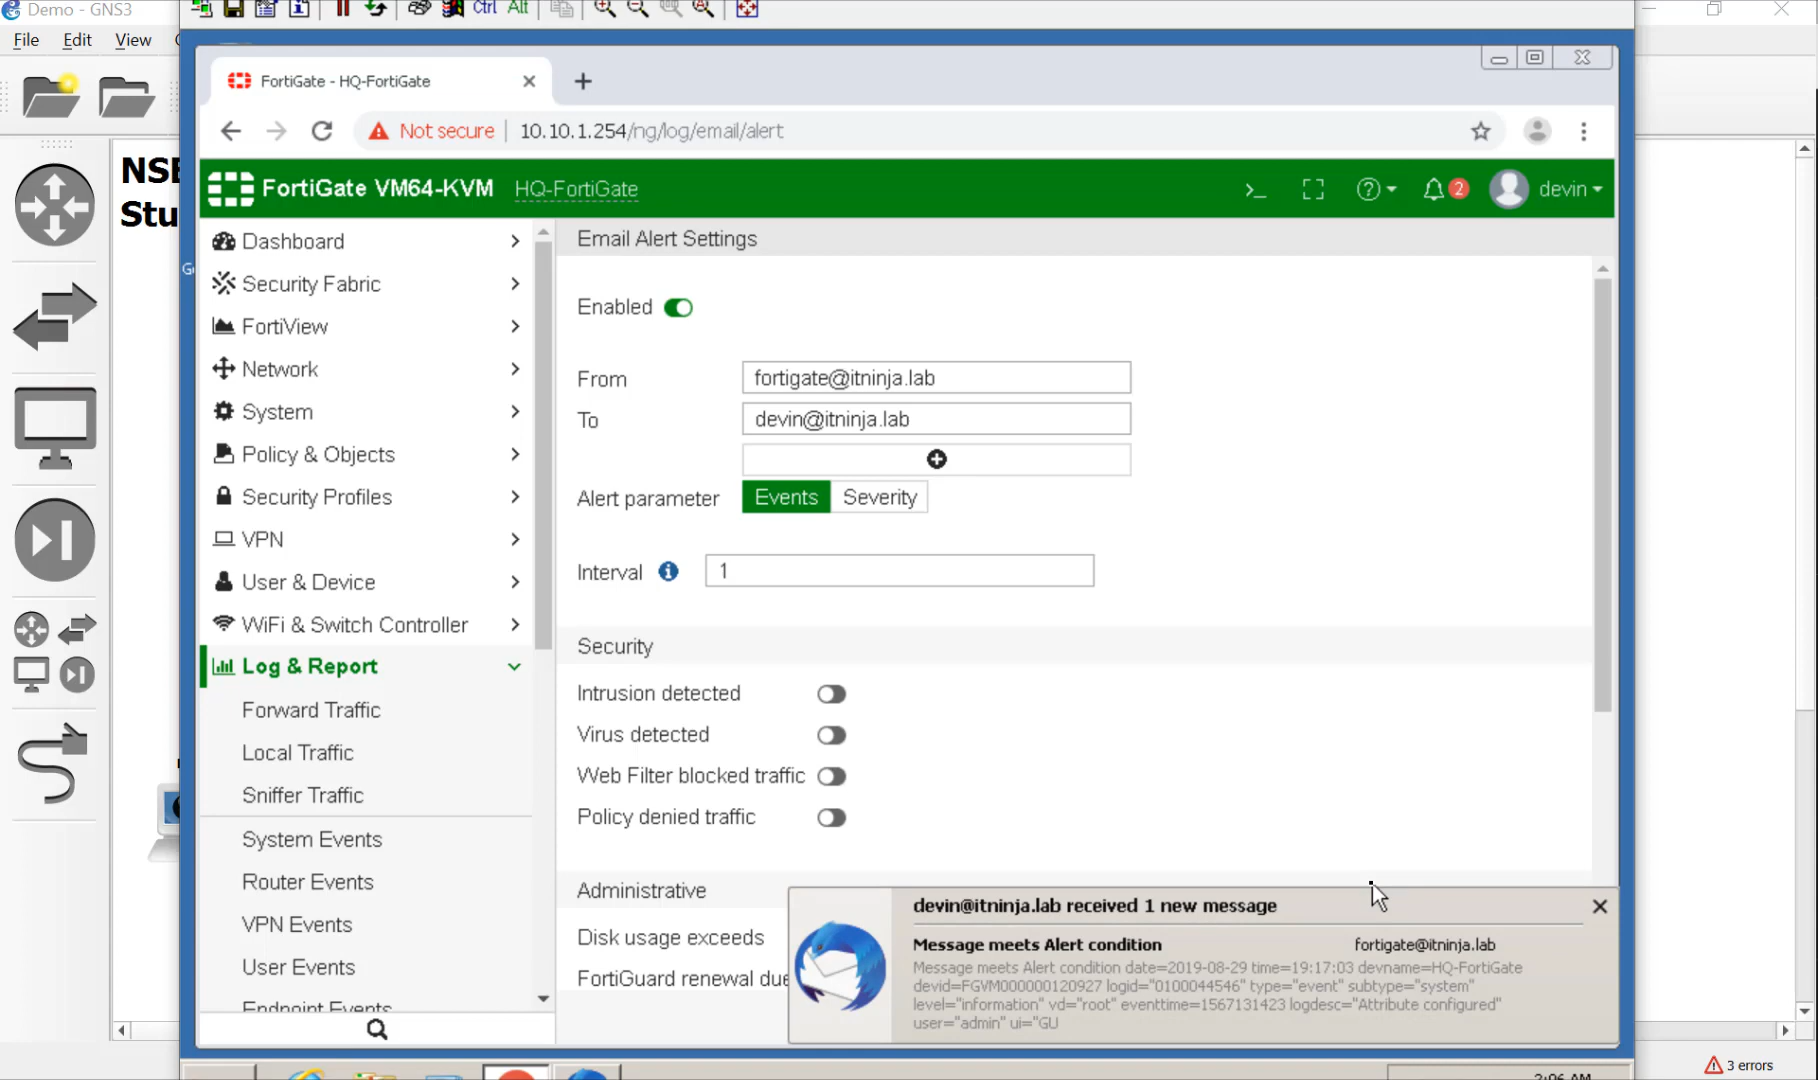 Demo - GNS3
Ctrl Alt
File Edit View
FortiGate - HQ-FortiGate
Not secure 10.10.1.254/ng/log/email/alert
NSE
Stu
FortiGate VM64-KVM HQ-FortiGate
2 devin
Dashboard
Security Fabric
FortiView
Network
System
Policy & Objects
Security Profiles
VPN
User & Device
WiFi & Switch Controller
Log & Report
Forward Traffic
Local Traffic
Sniffer Traffic
System Events
Router Events
VPN Events
User Events
Endpoint Events
Email Alert Settings
Enabled
From fortigate@itninja.lab
To devin@itninja.lab
Alert parameter Events Severity
Interval 1
Security
Intrusion detected
Virus detected
Web Filter blocked traffic
Policy denied traffic
Administrative
Disk usage exceeds
FortiGuard renewal due
devin@itninja.lab received 1 new message
Message meets Alert condition fortigate@itninja.lab
Message meets Alert condition date=2019-08-29 time=19:17:03 devname=HQ-FortiGate
devid=FGVM000000120927 logid="0100044546" type="event" subtype="system"
level="information" vd="root" eventtime=1567131423 logdesc="Attribute configured"
user="admin" ui="GU
3 errors
2:06 AM